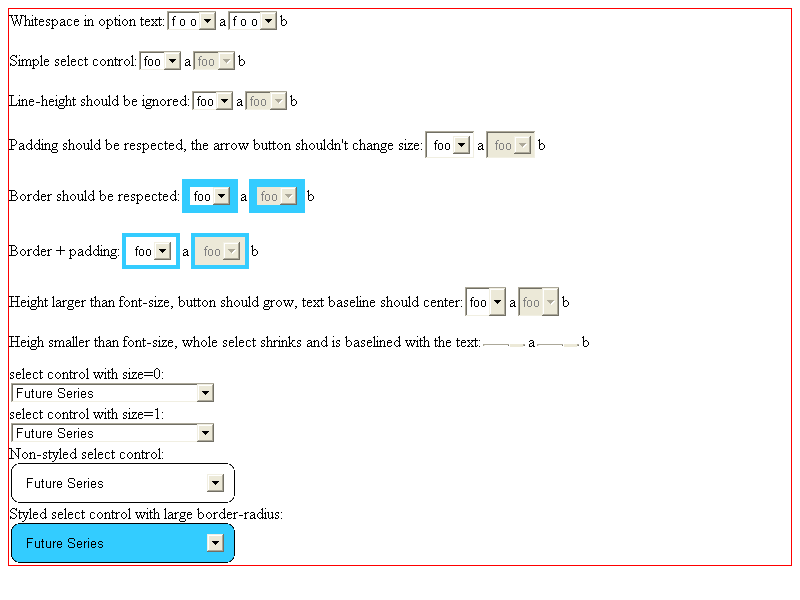 Whitespace in option text: f o o a f o o b
Simple select control: foo a foo b
Line-height should be ignored: foo a foo b
Padding should be respected, the arrow button shouldn't change size: foo a foo b
Border should be respected: foo a foo b
Border + padding: foo a foo b
Height larger than font-size, button should grow, text baseline should center: foo a foo b
Heigh smaller than font-size, whole select shrinks and is baselined with the text: a b
select control with size=0:
Future Series
select control with size=1:
Future Series
Non-styled select control:
Future Series
Styled select control with large border-radius:
Future Series